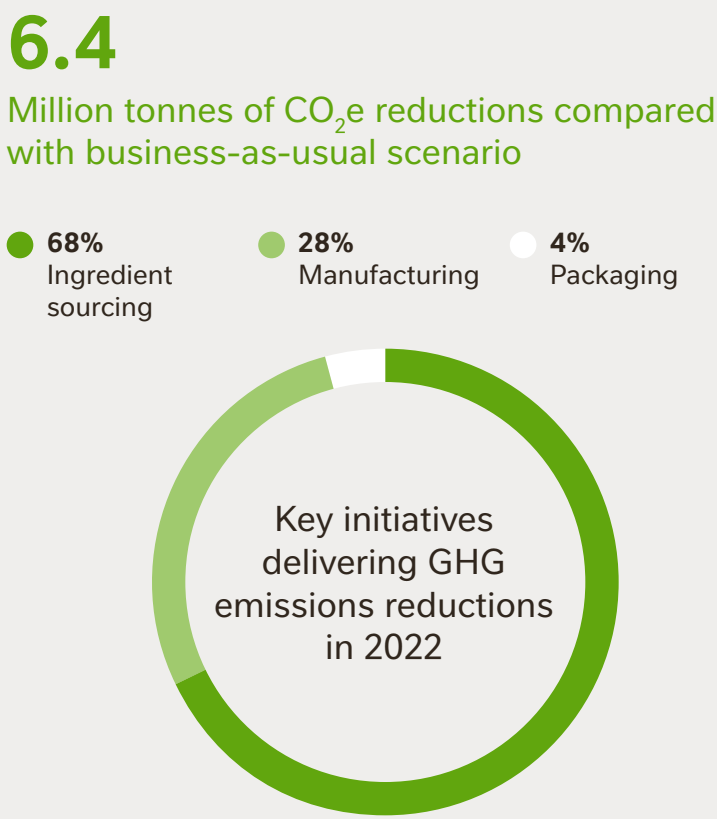 6.4
Million tonnes of CO₂e reductions compared
with business-as-usual scenario
68%
Ingredient
sourcing
28%
Manufacturing
4%
Packaging
Key initiatives
delivering GHG
emissions reductions
in 2022